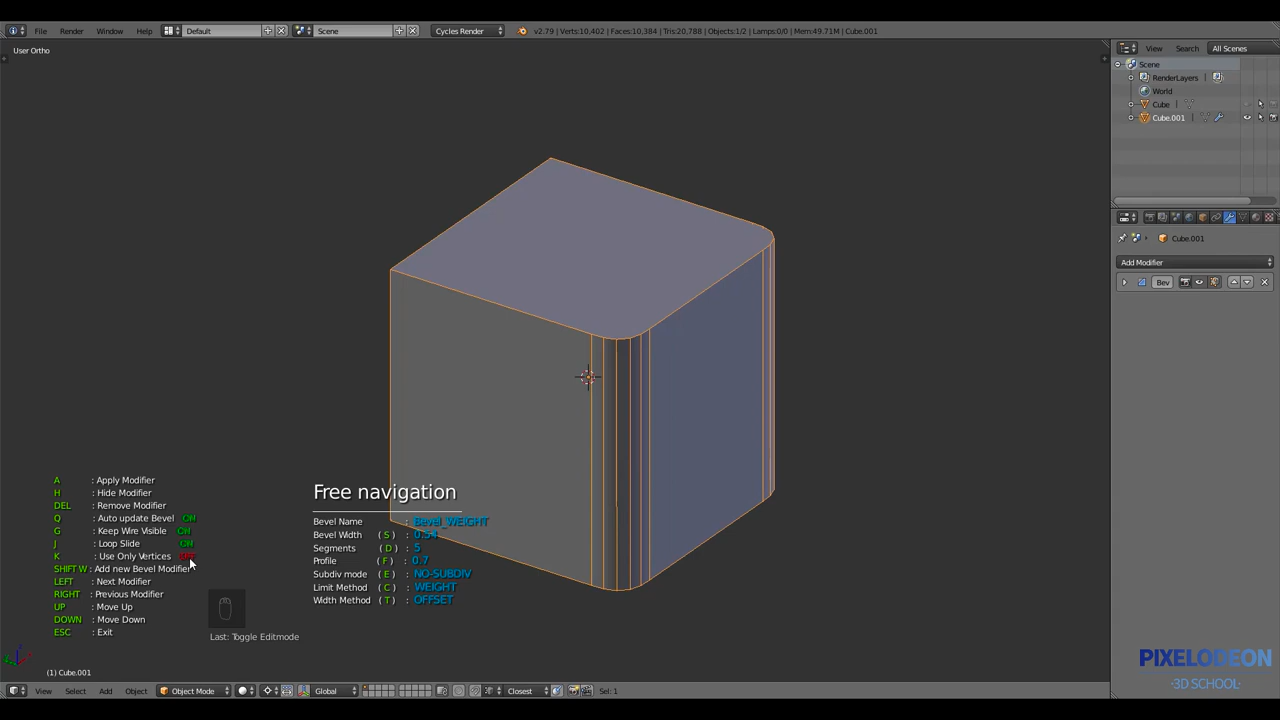 File Render Window Help Default Scene Cycles Render v2.79 | Verts:10,402 | Faces:10,384 | Tris:20,788 | Objects:1/2 | Lamps:0/0 | Mem:49.71M | Cube.001
User Ortho
View Search All Scenes
Scene
RenderLayers
World
Cube
Cube.001
Cube.001
Add Modifier
Bev
A : Apply Modifier
H : Hide Modifier
DEL : Remove Modifier
Q : Auto update Bevel ON
G : Keep Wire Visible ON
J : Loop Slide ON
K : Use Only Vertices
SHIFT W : Add new Bevel Modifier
LEFT : Next Modifier
RIGHT : Previous Modifier
UP : Move Up
DOWN : Move Down
ESC : Exit
Free navigation
Bevel Name : Bevel_WEIGHT
Bevel Width ( S ) : 0.54
Segments ( D ) : 5
Profile ( F ) : 0.7
Subdiv mode ( E ) : NO-SUBDIV
Limit Method ( C ) : WEIGHT
Width Method ( T ) : OFFSET
Last: Toggle Editmode
(1) Cube.001
PIXELODEON
·3D SCHOOL·
View Select Add Object Object Mode Global Closest Sel: 1